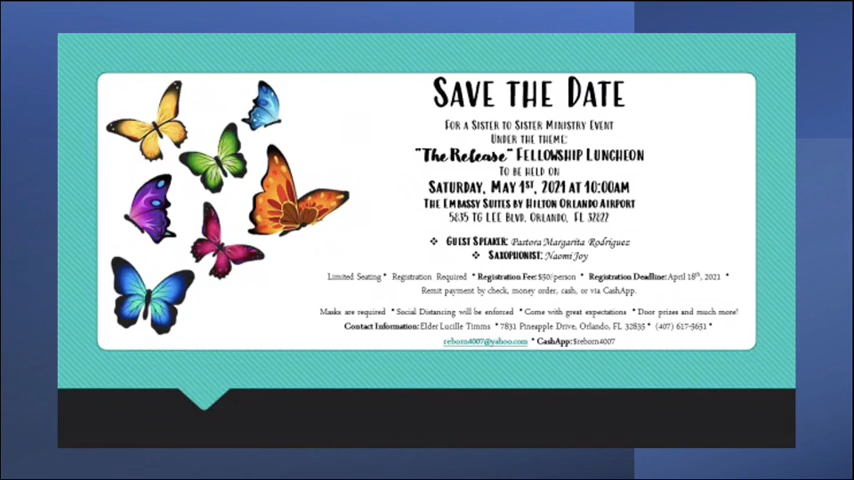 SAVE THE DATE
FOR A SISTER TO SISTER MINISTRY EVENT
UNDER THE THEME:
"The Release" FELLOWSHIP LUNCHEON
TO BE HELD ON
SATURDAY, MAY 1ST, 2021 AT 10:00AM
THE EMBASSY SUITES BY HILTON ORLANDO AIRPORT
5835 TG LEE BLVD, ORLANDO, FL 32822
❖ GUEST SPEAKER: Pastora Margarita Rodriguez
❖ SAXOPHONIST: Naomi Joy
Limited Seating * Registration Required * Registration Fee: $50/person * Registration Deadline: April 18th, 2021 *
Remit payment by check, money order, cash, or via CashApp.
Masks are required * Social Distancing will be enforced * Come with great expectations * Door prizes and much more!
Contact Information: Elder Lucille Timms * 7831 Pineapple Drive, Orlando, FL 32835 * (407) 617-5651 *
reborn4007@yahoo.com * CashApp: $reborn4007